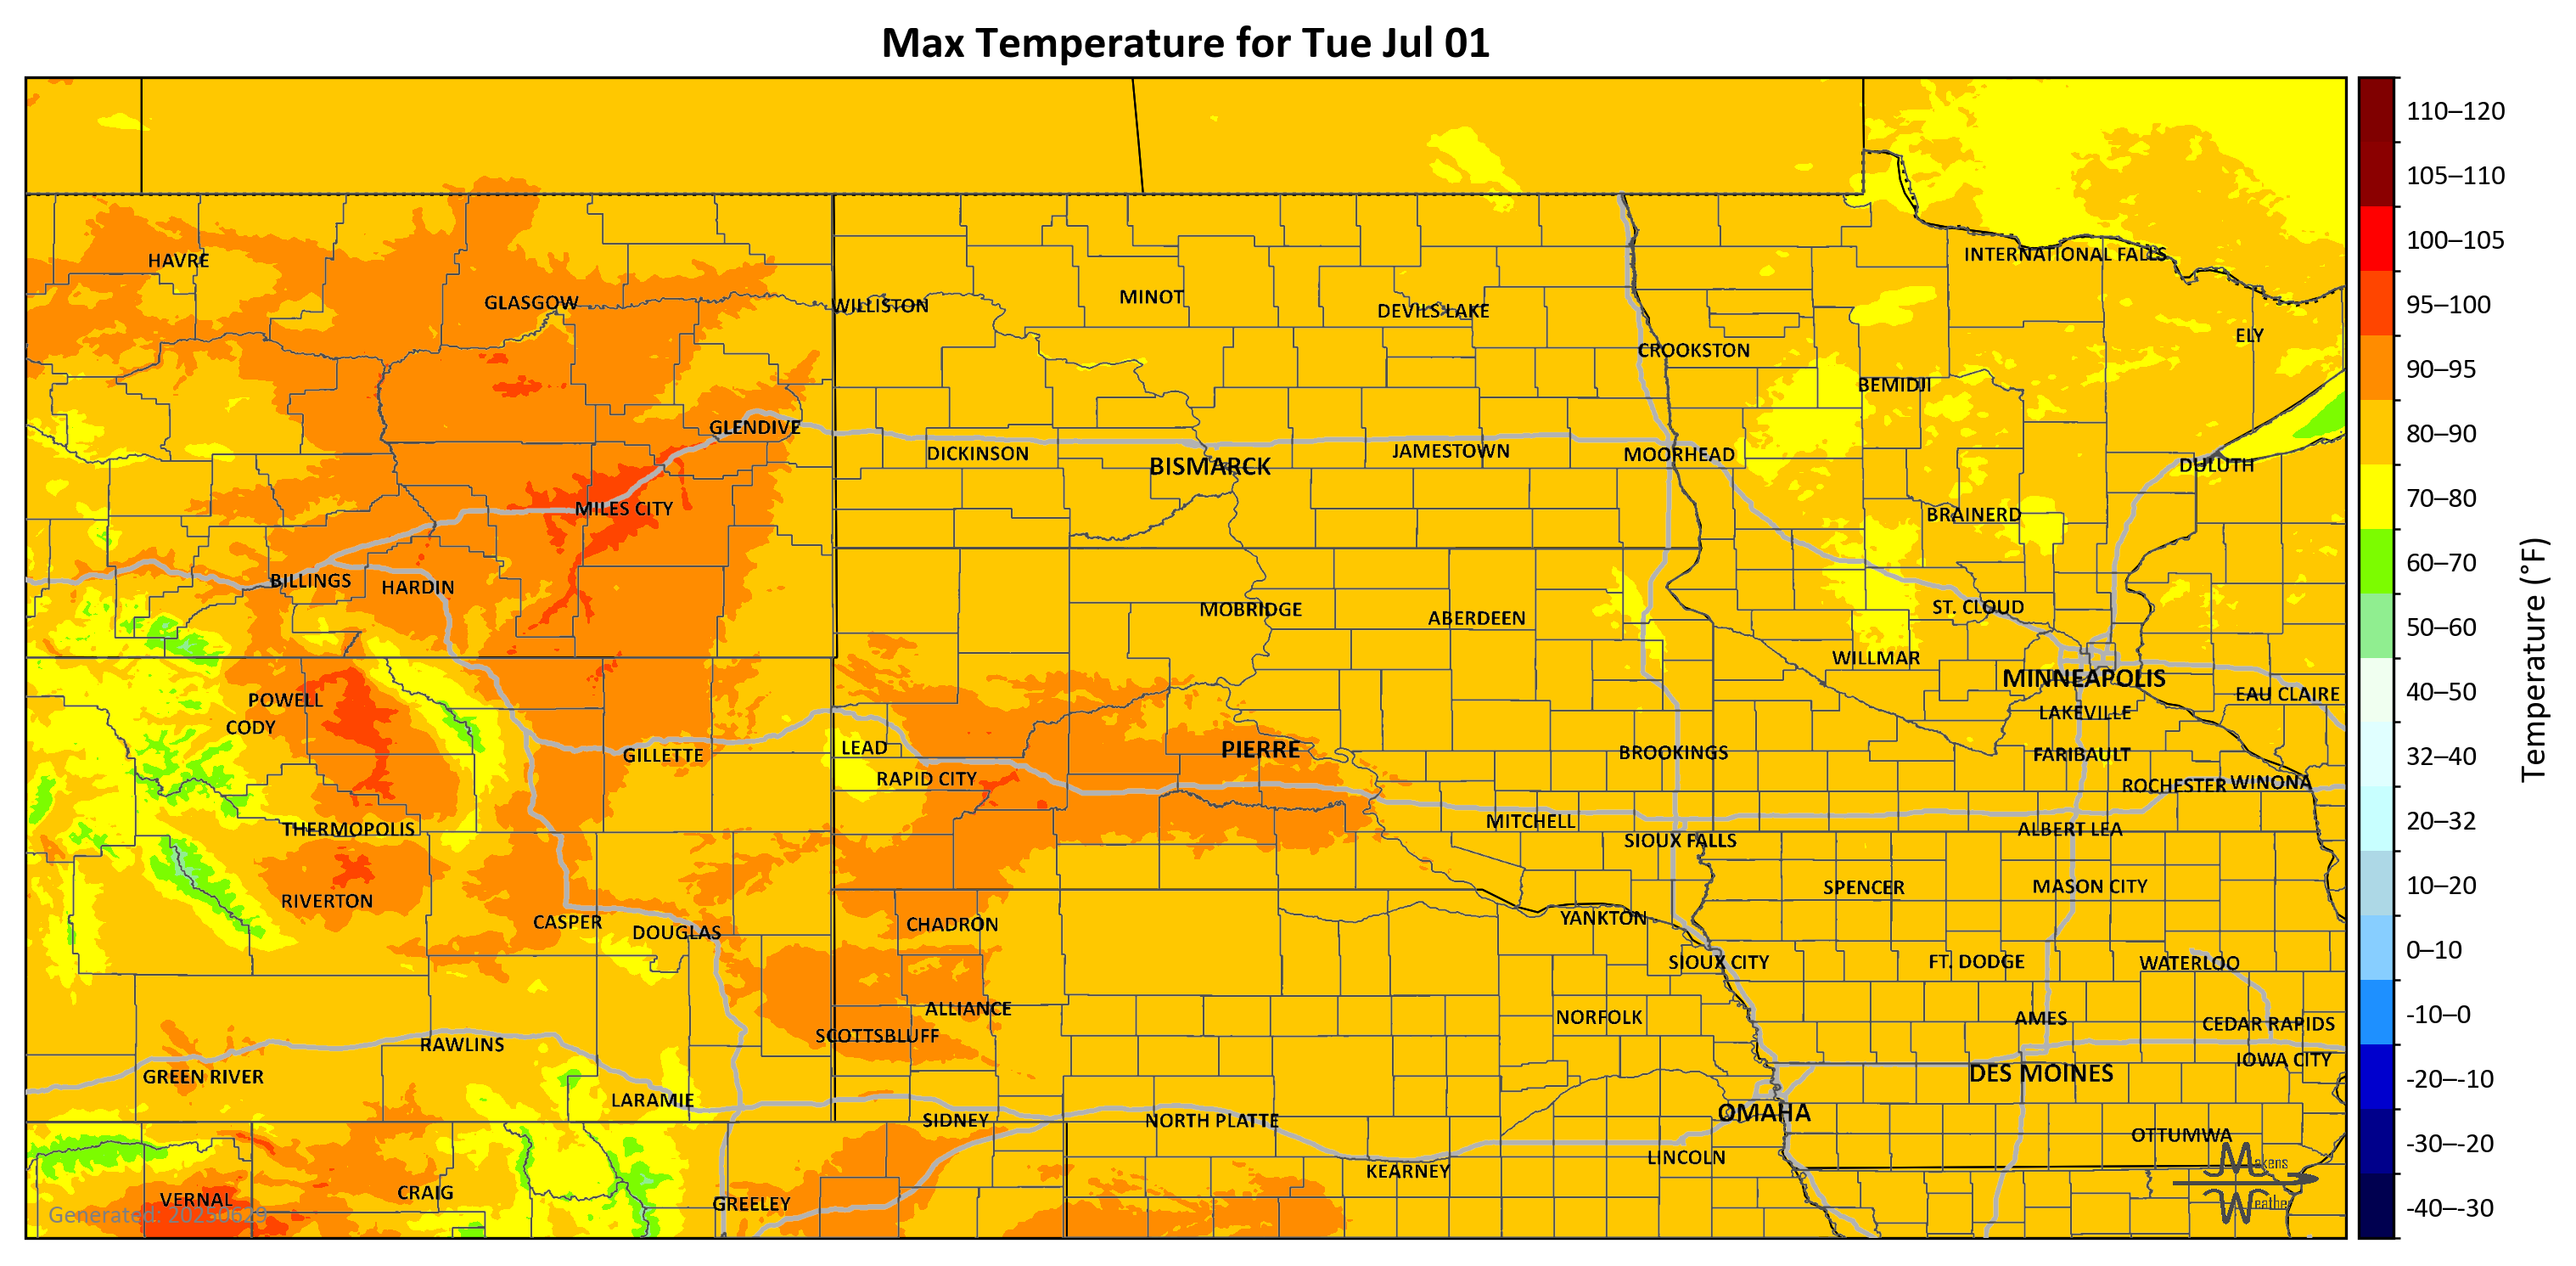 Max Temperature for Tue Jul 01
HAVRE
GLASGOW
WILLISTON
MINOT
DEVILS LAKE
CROOKSTON
INTERNATIONAL FALLS
ELY
BEMIDJI
GLENDIVE
DICKINSON
BISMARCK
JAMESTOWN
MOORHEAD
DULUTH
MILES CITY
BRAINERD
BILLINGS
HARDIN
MOBRIDGE
ABERDEEN
ST. CLOUD
WILLMAR
MINNEAPOLIS
EAU CLAIRE
POWELL
CODY
LAKEVILLE
GILLETTE
LEAD
PIERRE
BROOKINGS
FARIBAULT
RAPID CITY
ROCHESTER
WINONA
THERMOPOLIS
MITCHELL
SIOUX FALLS
ALBERT LEA
RIVERTON
SPENCER
MASON CITY
CASPER
DOUGLAS
CHADRON
YANKTON
SIOUX CITY
FT. DODGE
WATERLOO
ALLIANCE
NORFOLK
AMES
CEDAR RAPIDS
SCOTTSBLUFF
RAWLINS
IOWA CITY
GREEN RIVER
DES MOINES
LARAMIE
SIDNEY
NORTH PLATTE
OMAHA
OTTUMWA
KEARNEY
LINCOLN
VERNAL
CRAIG
GREELEY
Generated: 20250629
Makens
Weather
110–120
105–110
100–105
95–100
90–95
80–90
70–80
60–70
50–60
40–50
32–40
20–32
10–20
0–10
-10–0
-20–-10
-30–-20
-40–-30
Temperature (°F)